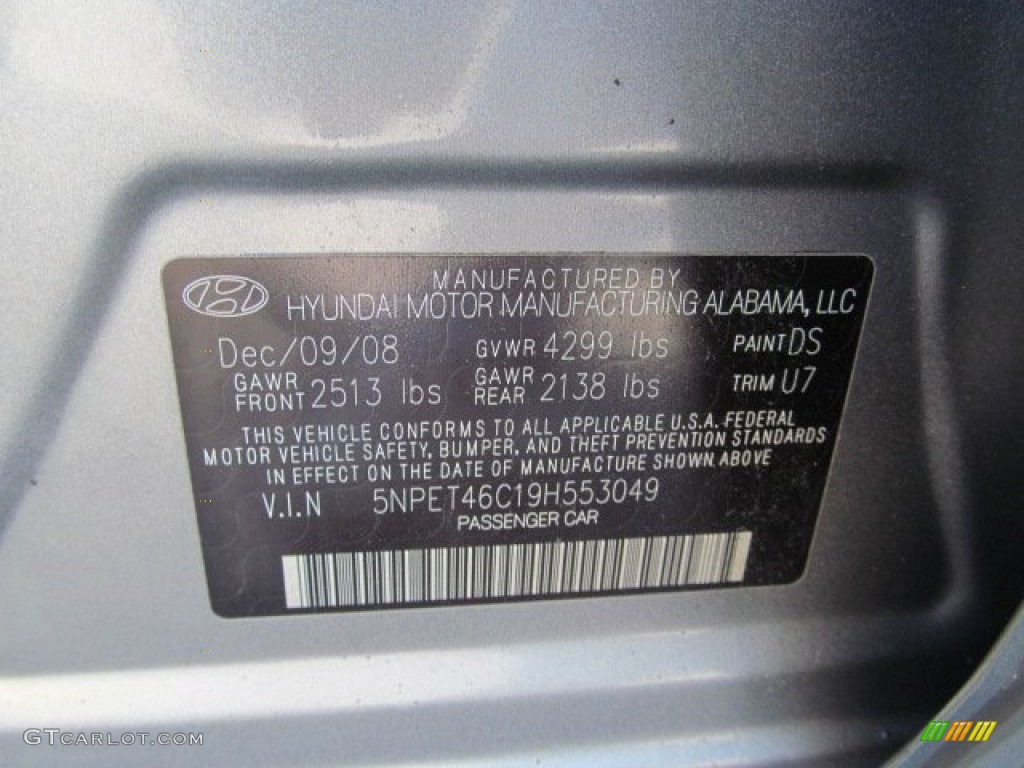 MANUFACTURED BY
HYUNDAI MOTOR MANUFACTURING ALABAMA, LLC
Dec/09/08 GVWR 4299 lbs PAINT DS
GAWR FRONT 2513 lbs GAWR REAR 2138 lbs TRIM U7
THIS VEHICLE CONFORMS TO ALL APPLICABLE U.S.A. FEDERAL
MOTOR VEHICLE SAFETY, BUMPER, AND THEFT PREVENTION STANDARDS
IN EFFECT ON THE DATE OF MANUFACTURE SHOWN ABOVE
V.I.N 5NPET46C19H553049
PASSENGER CAR
GTCARLOT.COM